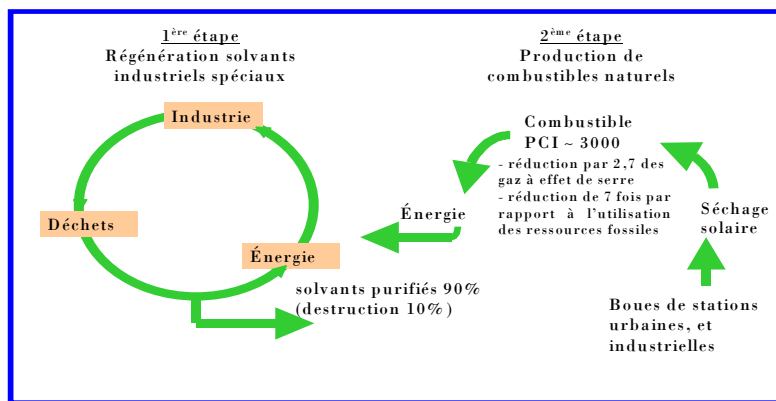 1ère étape
Régénération solvants
industriels spéciaux
Industrie
Déchets
Énergie
solvants purifiés 90%
(destruction 10%)
2ème étape
Production de
combustibles naturels
Combustible
PCI ~ 3000
- réduction par 2,7 des
gaz à effet de serre
- réduction de 7 fois par
rapport à l'utilisation
des ressources fossiles
Énergie
Séchage
solaire
Boues de stations
urbaines, et
industrielles